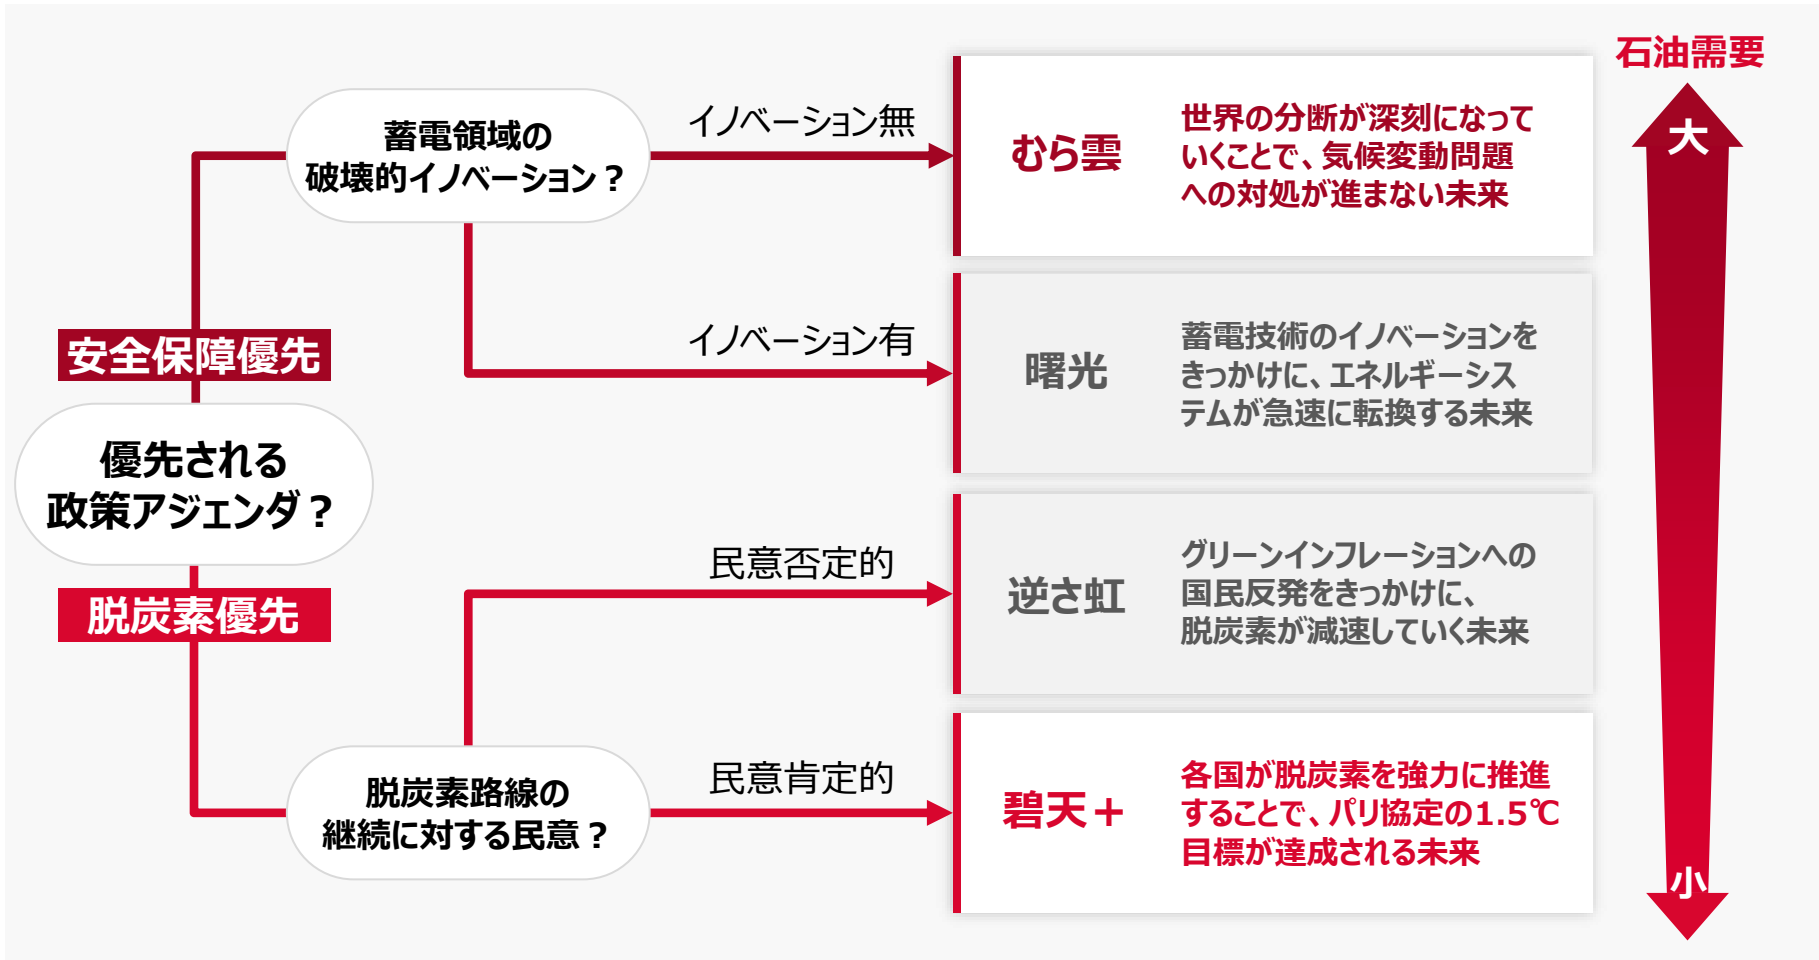 石油需要
大
小
優先される
政策アジェンダ？
安全保障優先
脱炭素優先
蓄電領域の
破壊的イノベーション？
イノベーション無
イノベーション有
脱炭素路線の
継続に対する民意？
民意否定的
民意肯定的
むら雲
世界の分断が深刻になって
いくことで、気候変動問題
への対処が進まない未来
曙光
蓄電技術のイノベーションを
きっかけに、エネルギーシス
テムが急速に転換する未来
逆さ虹
グリーンインフレーションへの
国民反発をきっかけに、
脱炭素が減速していく未来
碧天＋
各国が脱炭素を強力に推進
することで、パリ協定の1.5℃
目標が達成される未来